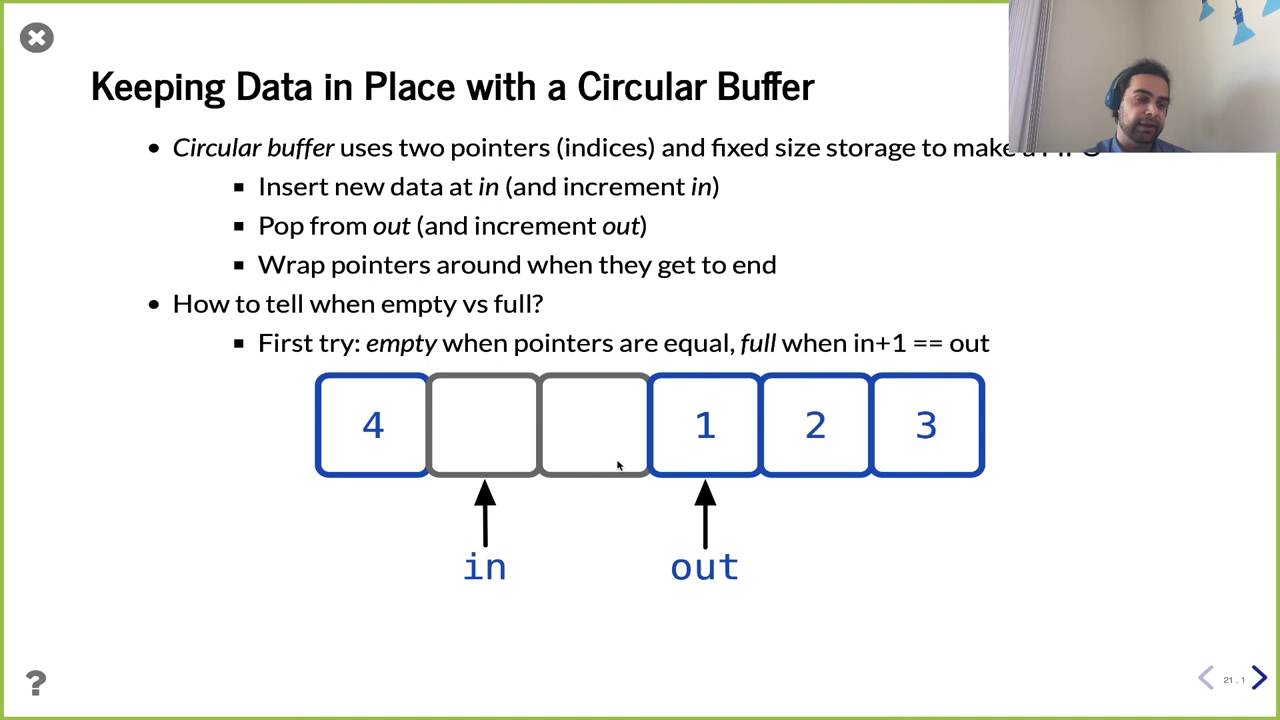 Keeping Data in Place with a Circular Buffer
Circular buffer uses two pointers (indices) and fixed size storage to make
Insert new data at in (and increment in)
Pop from out (and increment out)
Wrap pointers around when they get to end
How to tell when empty vs full?
First try: empty when pointers are equal, full when in+1 == out
4 1 2 3
in out
?
21 . 1